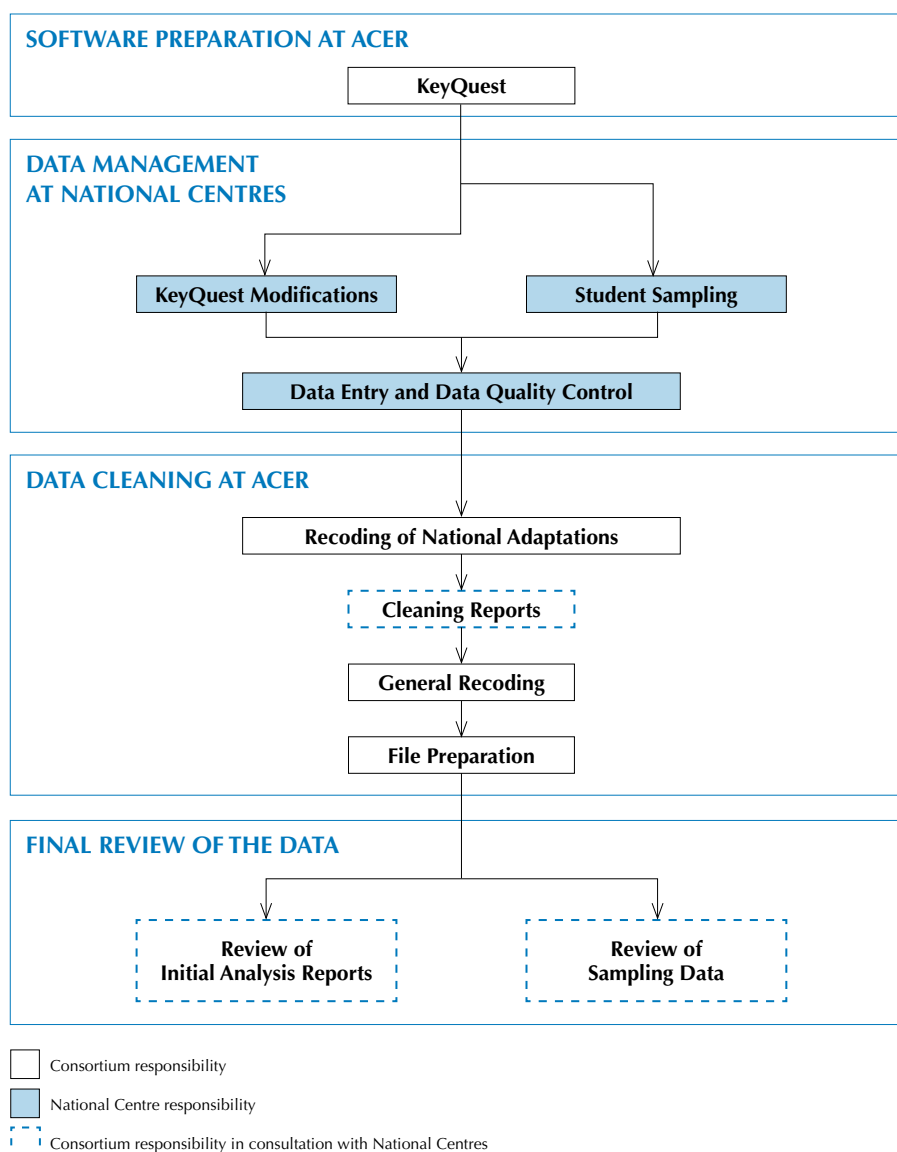 SOFTWARE PREPARATION AT ACER
KeyQuest
DATA MANAGEMENT
AT NATIONAL CENTRES
KeyQuest Modifications
Student Sampling
Data Entry and Data Quality Control
DATA CLEANING AT ACER
Recoding of National Adaptations
Cleaning Reports
General Recoding
File Preparation
FINAL REVIEW OF THE DATA
Review of
Initial Analysis Reports
Review of
Sampling Data
Consortium responsibility
National Centre responsibility
Consortium responsibility in consultation with National Centres